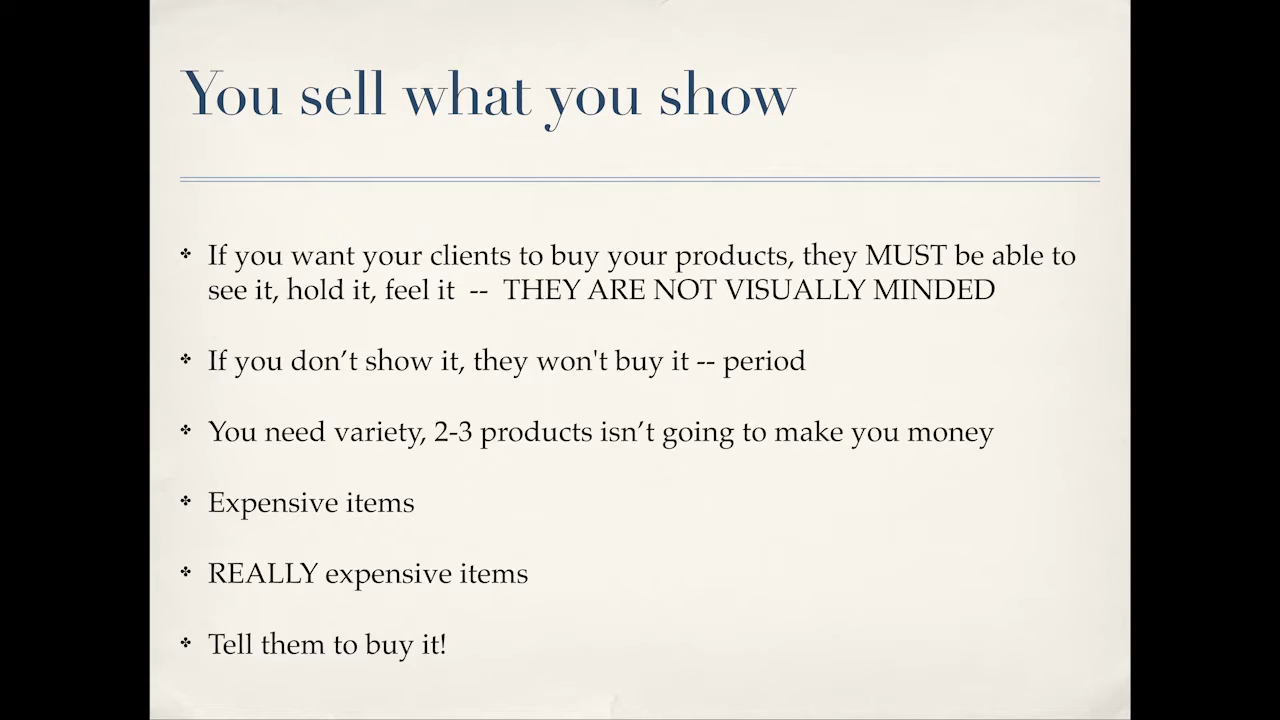 You sell what you show
If you want your clients to buy your products, they MUST be able to
see it, hold it, feel it -- THEY ARE NOT VISUALLY MINDED
If you don’t show it, they won't buy it -- period
You need variety, 2-3 products isn’t going to make you money
Expensive items
REALLY expensive items
Tell them to buy it!